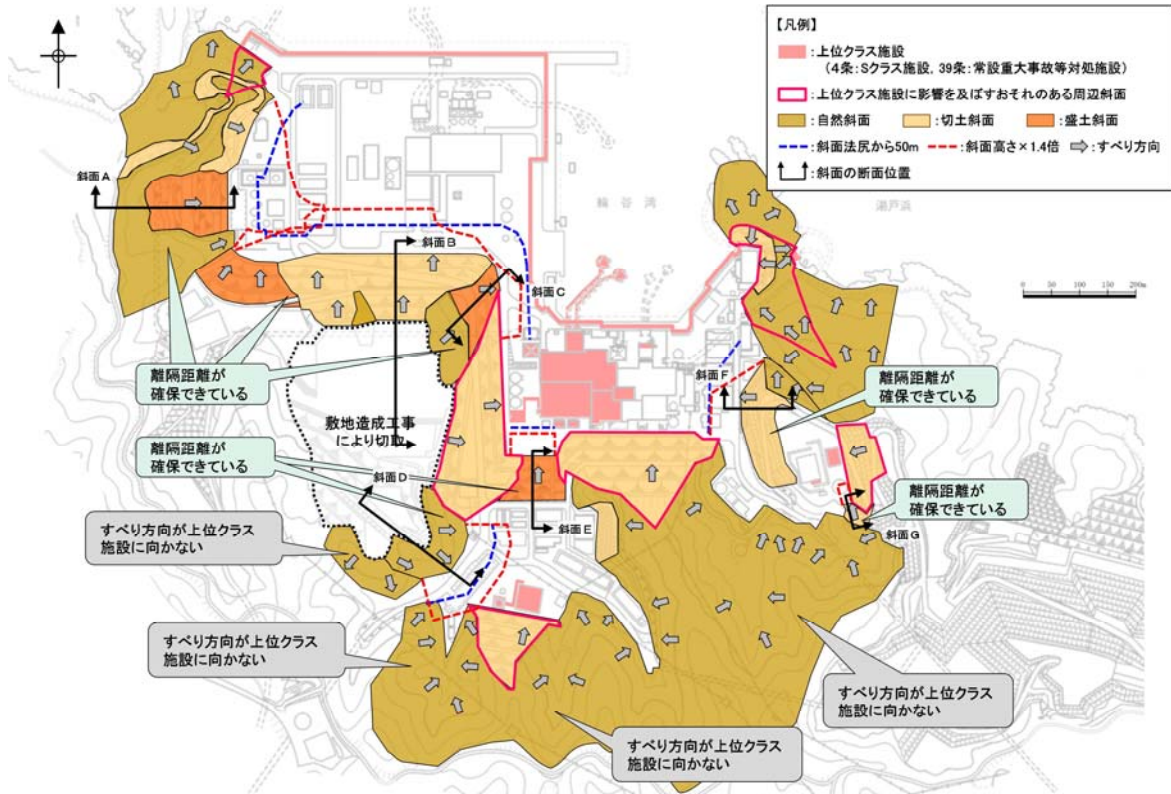 【凡例】
：上位クラス施設
（４条：Sクラス施設，39条：常設重大事故等対処施設）
：上位クラス施設に影響を及ぼすおそれのある周辺斜面
：自然斜面
：切土斜面
：盛土斜面
：斜面法尻から50m
：斜面高さ×1.4倍
：すべり方向
：斜面の断面位置
輪谷湾
0 50 100 150 200m
斜面A
斜面B
斜面C
離隔距離が
確保できている
斜面F
離隔距離が
確保できている
敷地造成工事
により切取
離隔距離が
確保できている
斜面D
離隔距離が
確保できている
すべり方向が上位クラス
施設に向かない
斜面E
斜面G
すべり方向が上位クラス
施設に向かない
すべり方向が上位クラス
施設に向かない
すべり方向が上位クラス
施設に向かない